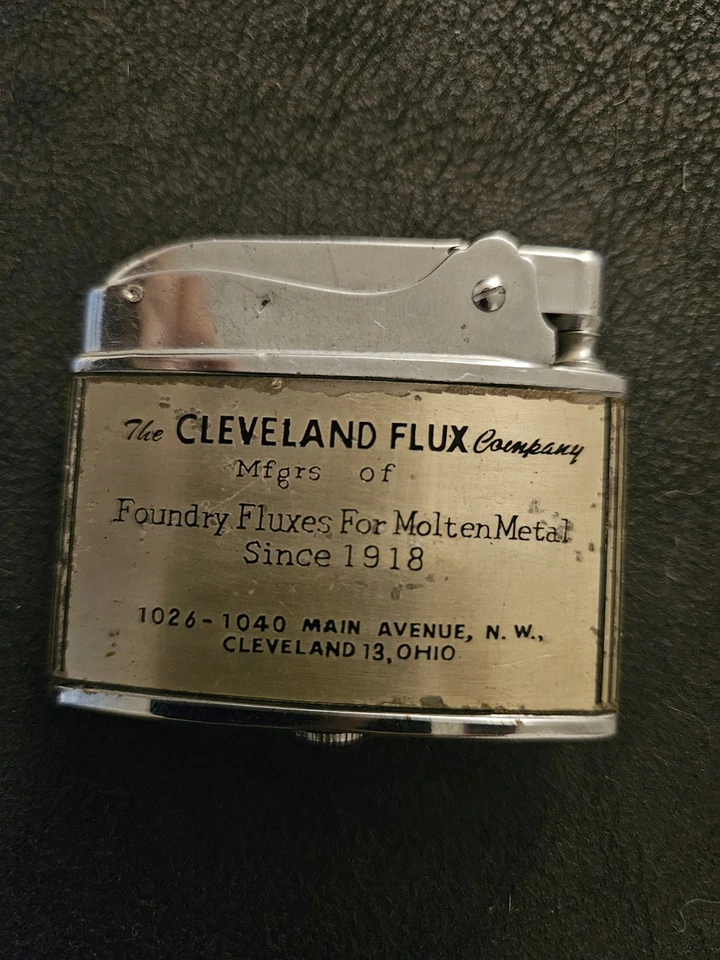 The CLEVELAND FLUX Company
Mfgrs of
Foundry Fluxes For Molten Metal
Since 1918
1026-1040 MAIN AVENUE, N. W.,
CLEVELAND 13, OHIO